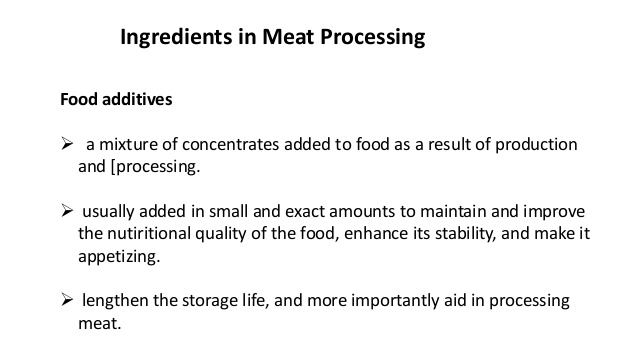 Ingredients in Meat Processing
Food additives
➢ a mixture of concentrates added to food as a result of production
and [processing.
➢ usually added in small and exact amounts to maintain and improve
the nutiritional quality of the food, enhance its stability, and make it
appetizing.
➢ lengthen the storage life, and more importantly aid in processing
meat.